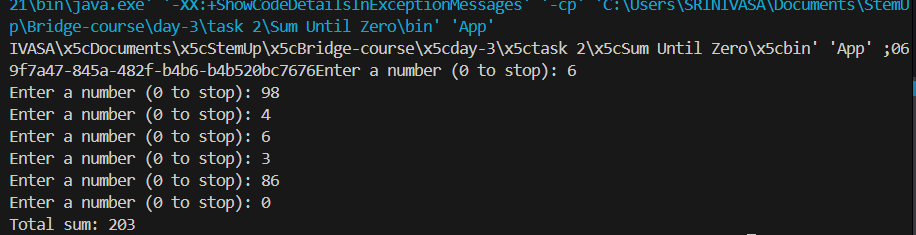 21\bin\java.exe' '-XX:+ShowCodeDetailsInExceptionMessages' '-cp' 'C:\Users\SRINIVASA\Documents\StemU
p\Bridge-course\day-3\task 2\Sum Until Zero\bin' 'App'
IVASA\x5cDocuments\x5cStemUp\x5cBridge-course\x5cday-3\x5ctask 2\x5cSum Until Zero\x5cbin' 'App' ;06
9f7a47-845a-482f-b4b6-b4b520bc7676Enter a number (0 to stop): 6
Enter a number (0 to stop): 98
Enter a number (0 to stop): 4
Enter a number (0 to stop): 6
Enter a number (0 to stop): 3
Enter a number (0 to stop): 86
Enter a number (0 to stop): 0
Total sum: 203